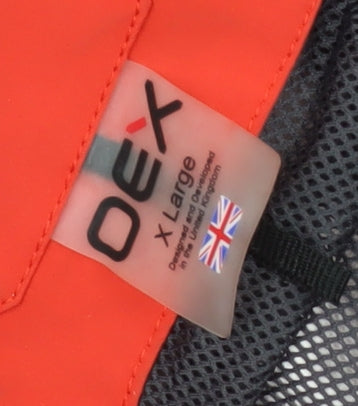 OEX
X Large
Designed and Developed
in the United Kingdom